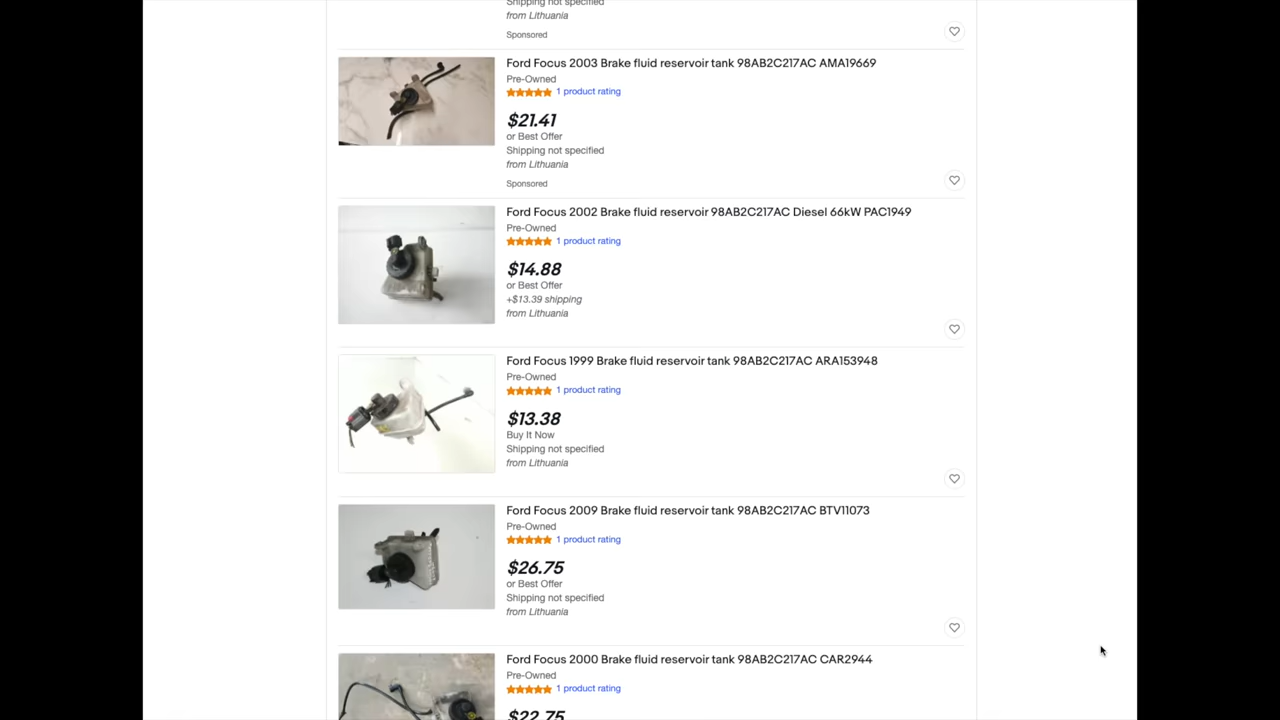 Shipping not specified
from Lithuania
Sponsored
Ford Focus 2003 Brake fluid reservoir tank 98AB2C217AC AMA19669
Pre-Owned
1 product rating
$21.41
or Best Offer
Shipping not specified
from Lithuania
Sponsored
Ford Focus 2002 Brake fluid reservoir 98AB2C217AC Diesel 66kW PAC1949
Pre-Owned
1 product rating
$14.88
or Best Offer
+$13.39 shipping
from Lithuania
Ford Focus 1999 Brake fluid reservoir tank 98AB2C217AC ARA153948
Pre-Owned
1 product rating
$13.38
Buy It Now
Shipping not specified
from Lithuania
Ford Focus 2009 Brake fluid reservoir tank 98AB2C217AC BTV11073
Pre-Owned
1 product rating
$26.75
or Best Offer
Shipping not specified
from Lithuania
Ford Focus 2000 Brake fluid reservoir tank 98AB2C217AC CAR2944
Pre-Owned
1 product rating
$22.75